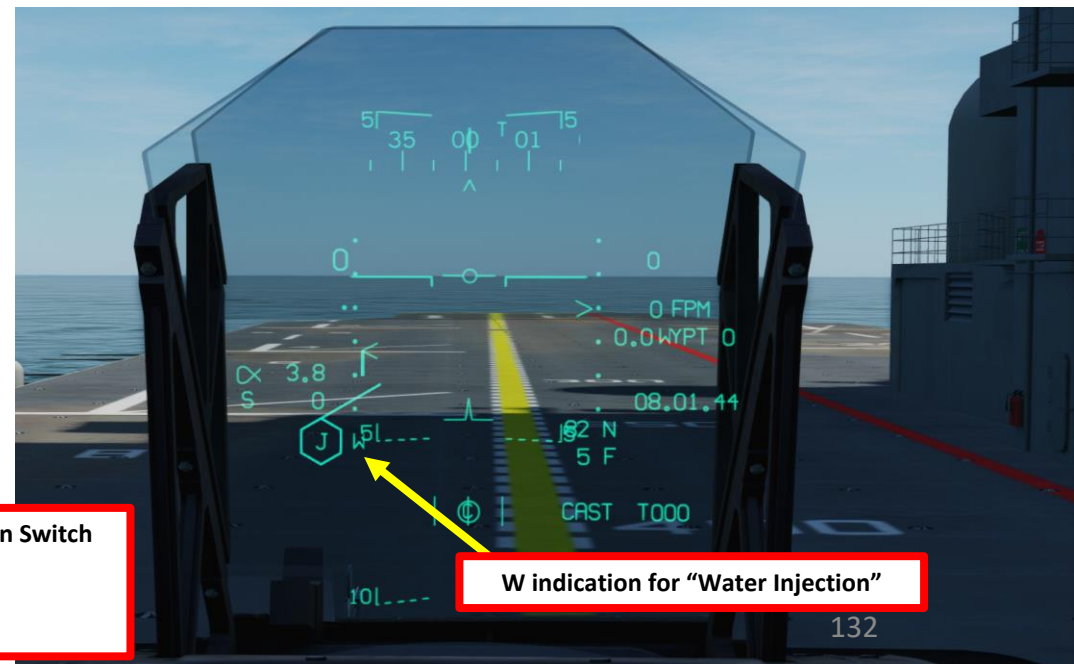 5 5
35 00 T 01
0 0
0 FPM
0.0 WYPT 0
α 3.8
S 0
08.01.44
J W 5 5 82 N
5 F
CAST T000
n Switch
W indication for “Water Injection”
10
132